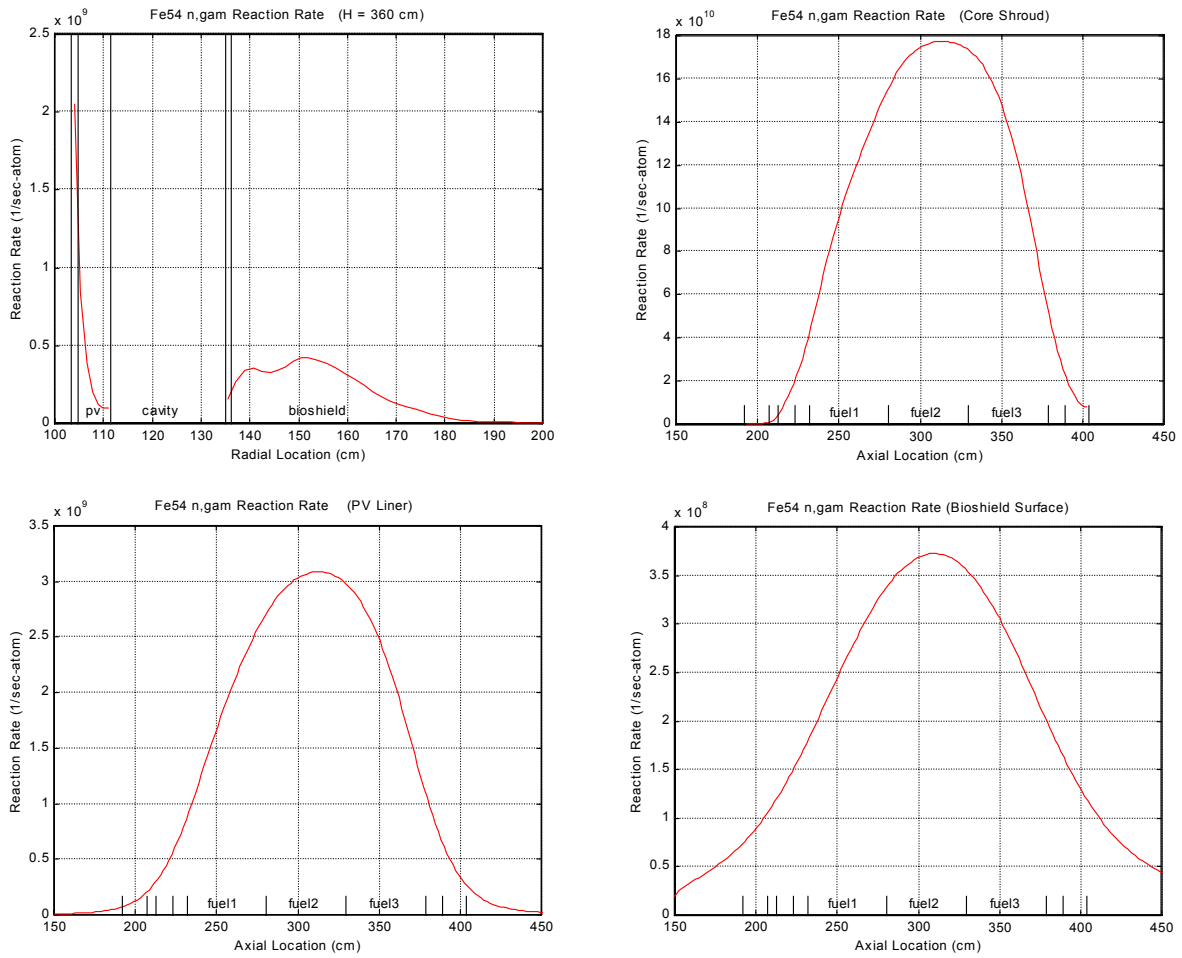 Fe54 n,gam Reaction Rate (H = 360 cm)
x 10^9
Reaction Rate (1/sec-atom)
2.5
2
1.5
1
0.5
0
pv
cavity
bioshield
100 110 120 130 140 150 160 170 180 190 200
Radial Location (cm)
Fe54 n,gam Reaction Rate (Core Shroud)
x 10^10
Reaction Rate (1/sec-atom)
18
16
14
12
10
8
6
4
2
0
fuel1 fuel2 fuel3
150 200 250 300 350 400 450
Axial Location (cm)
Fe54 n,gam Reaction Rate (PV Liner)
x 10^9
Reaction Rate (1/sec-atom)
3.5
3
2.5
2
1.5
1
0.5
0
fuel1 fuel2 fuel3
150 200 250 300 350 400 450
Axial Location (cm)
Fe54 n,gam Reaction Rate (Bioshield Surface)
x 10^8
Reaction Rate (1/sec-atom)
4
3.5
3
2.5
2
1.5
1
0.5
0
fuel1 fuel2 fuel3
150 200 250 300 350 400 450
Axial Location (cm)